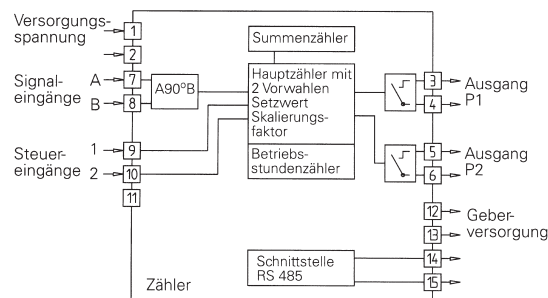 Versorgungs-
spannung
1
2
Summenzähler
Signal-
eingänge
A
B
7
8
A90°B
Hauptzähler mit
2 Vorwahlen
Setzwert
Skalierungs-
faktor
Betriebs-
stundenzähler
3
4
Ausgang
P1
Steuer-
eingänge
1
2
9
10
11
5
6
Ausgang
P2
12
13
Geber-
versorgung
Zähler
Schnittstelle
RS 485
14
15